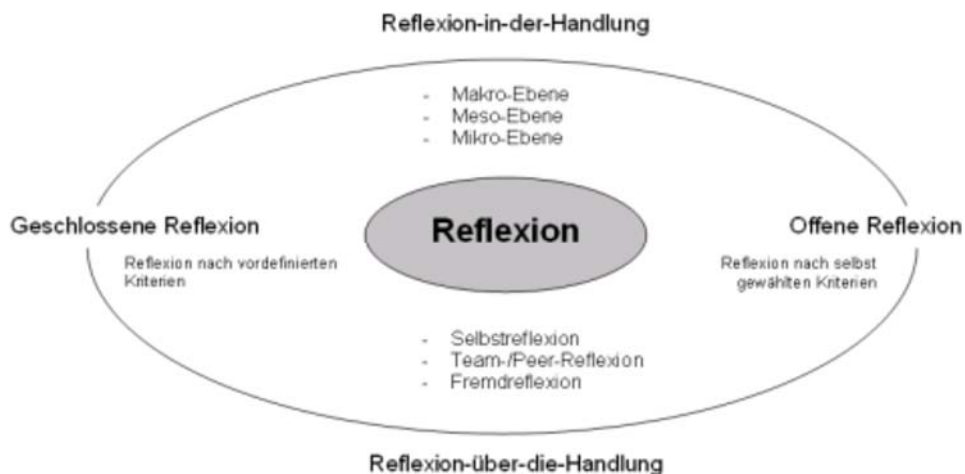 Reflexion-in-der-Handlung
- Makro-Ebene
- Meso-Ebene
- Mikro-Ebene
Geschlossene Reflexion
Reflexion nach vordefinierten
Kriterien
Reflexion
Offene Reflexion
Reflexion nach selbst
gewählten Kriterien
- Selbstreflexion
- Team-/Peer-Reflexion
- Fremdreflexion
Reflexion-über-die-Handlung